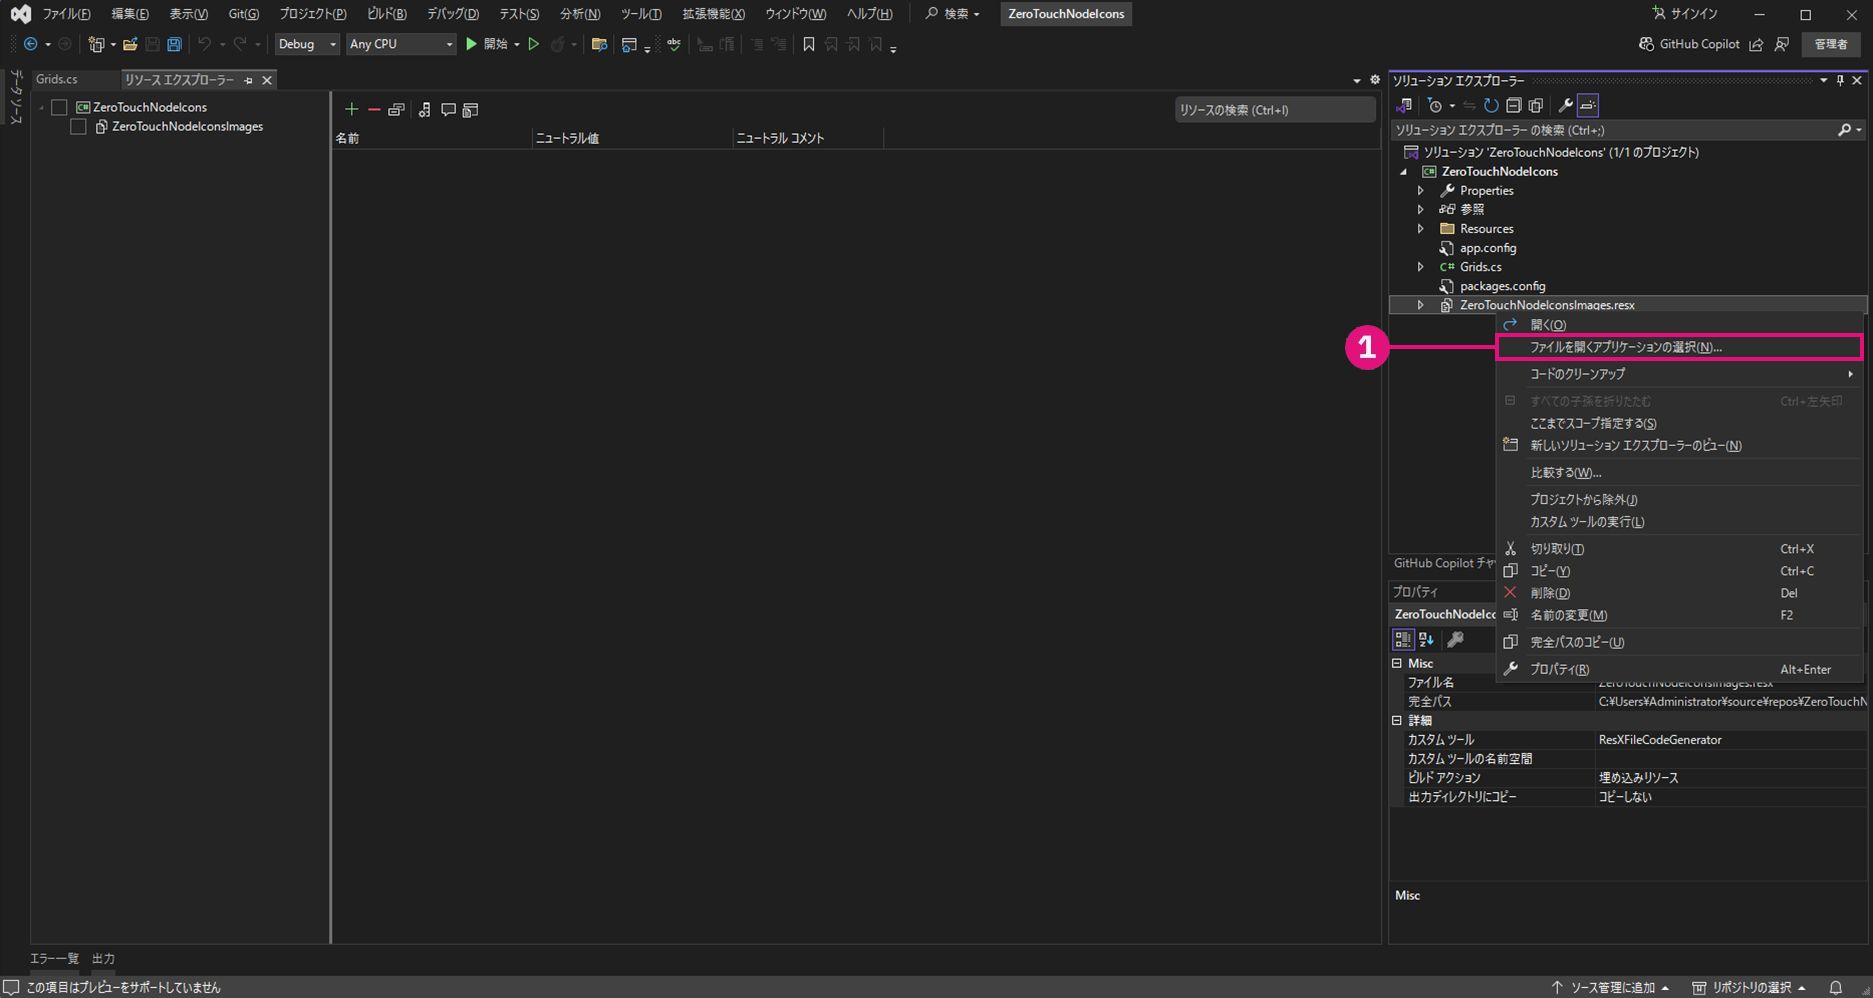 ファイル(F) 編集(E) 表示(V) Git(G) プロジェクト(P) ビルド(B) デバッグ(D) テスト(S) 分析(N) ツール(T) 拡張機能(X) ウィンドウ(W) ヘルプ(H) 検索 ZeroTouchNodeIcons サインイン
Debug Any CPU 開始 GitHub Copilot 管理者
データ ソース
Grids.cs リソース エクスプローラー
ZeroTouchNodeIcons
ZeroTouchNodeIconsImages
リソースの検索 (Ctrl+I)
名前 ニュートラル値 ニュートラル コメント
ソリューション エクスプローラー
ソリューション エクスプローラー の検索 (Ctrl+;)
ソリューション 'ZeroTouchNodeIcons' (1/1 のプロジェクト)
ZeroTouchNodeIcons
Properties
参照
Resources
app.config
Grids.cs
packages.config
ZeroTouchNodeIconsImages.resx
開く(O)
1
ファイルを開くアプリケーションの選択(N)...
コードのクリーンアップ
すべての子孫を折りたたむ Ctrl+左矢印
ここまでスコープ指定する(S)
新しいソリューション エクスプローラーのビュー(N)
比較する(W)...
プロジェクトから除外(J)
カスタム ツールの実行(L)
切り取り(T) Ctrl+X
コピー(Y) Ctrl+C
削除(D) Del
名前の変更(M) F2
完全パスのコピー(U)
プロパティ(R) Alt+Enter
GitHub Copilot チャ
プロパティ
ZeroTouchNodeIco
Misc
ファイル名 ZeroTouchNodeIconsImages.resx
完全パス C:¥Users¥Administrator¥source¥repos¥ZeroTouchN
詳細
カスタム ツール ResXFileCodeGenerator
カスタム ツールの名前空間
ビルド アクション 埋め込みリソース
出力ディレクトリにコピー コピーしない
Misc
エラー一覧 出力
この項目はプレビューをサポートしていません ソース管理に追加 リポジトリの選択